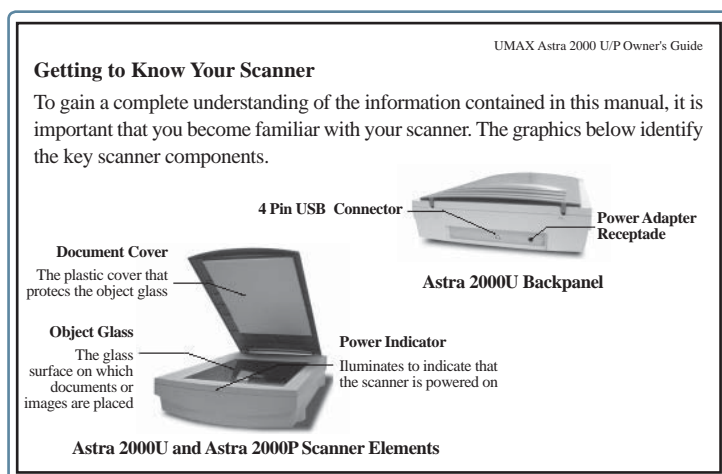 UMAX Astra 2000 U/P Owner's Guide
Getting to Know Your Scanner
To gain a complete understanding of the information contained in this manual, it is
important that you become familiar with your scanner. The graphics below identify
the key scanner components.
4 Pin USB Connector
Power Adapter
Receptade
Astra 2000U Backpanel
Document Cover
The plastic cover that
protects the object glass
Object Glass
The glass
surface on which
documents or
images are placed
Power Indicator
Iluminates to indicate that
the scanner is powered on
Astra 2000U and Astra 2000P Scanner Elements